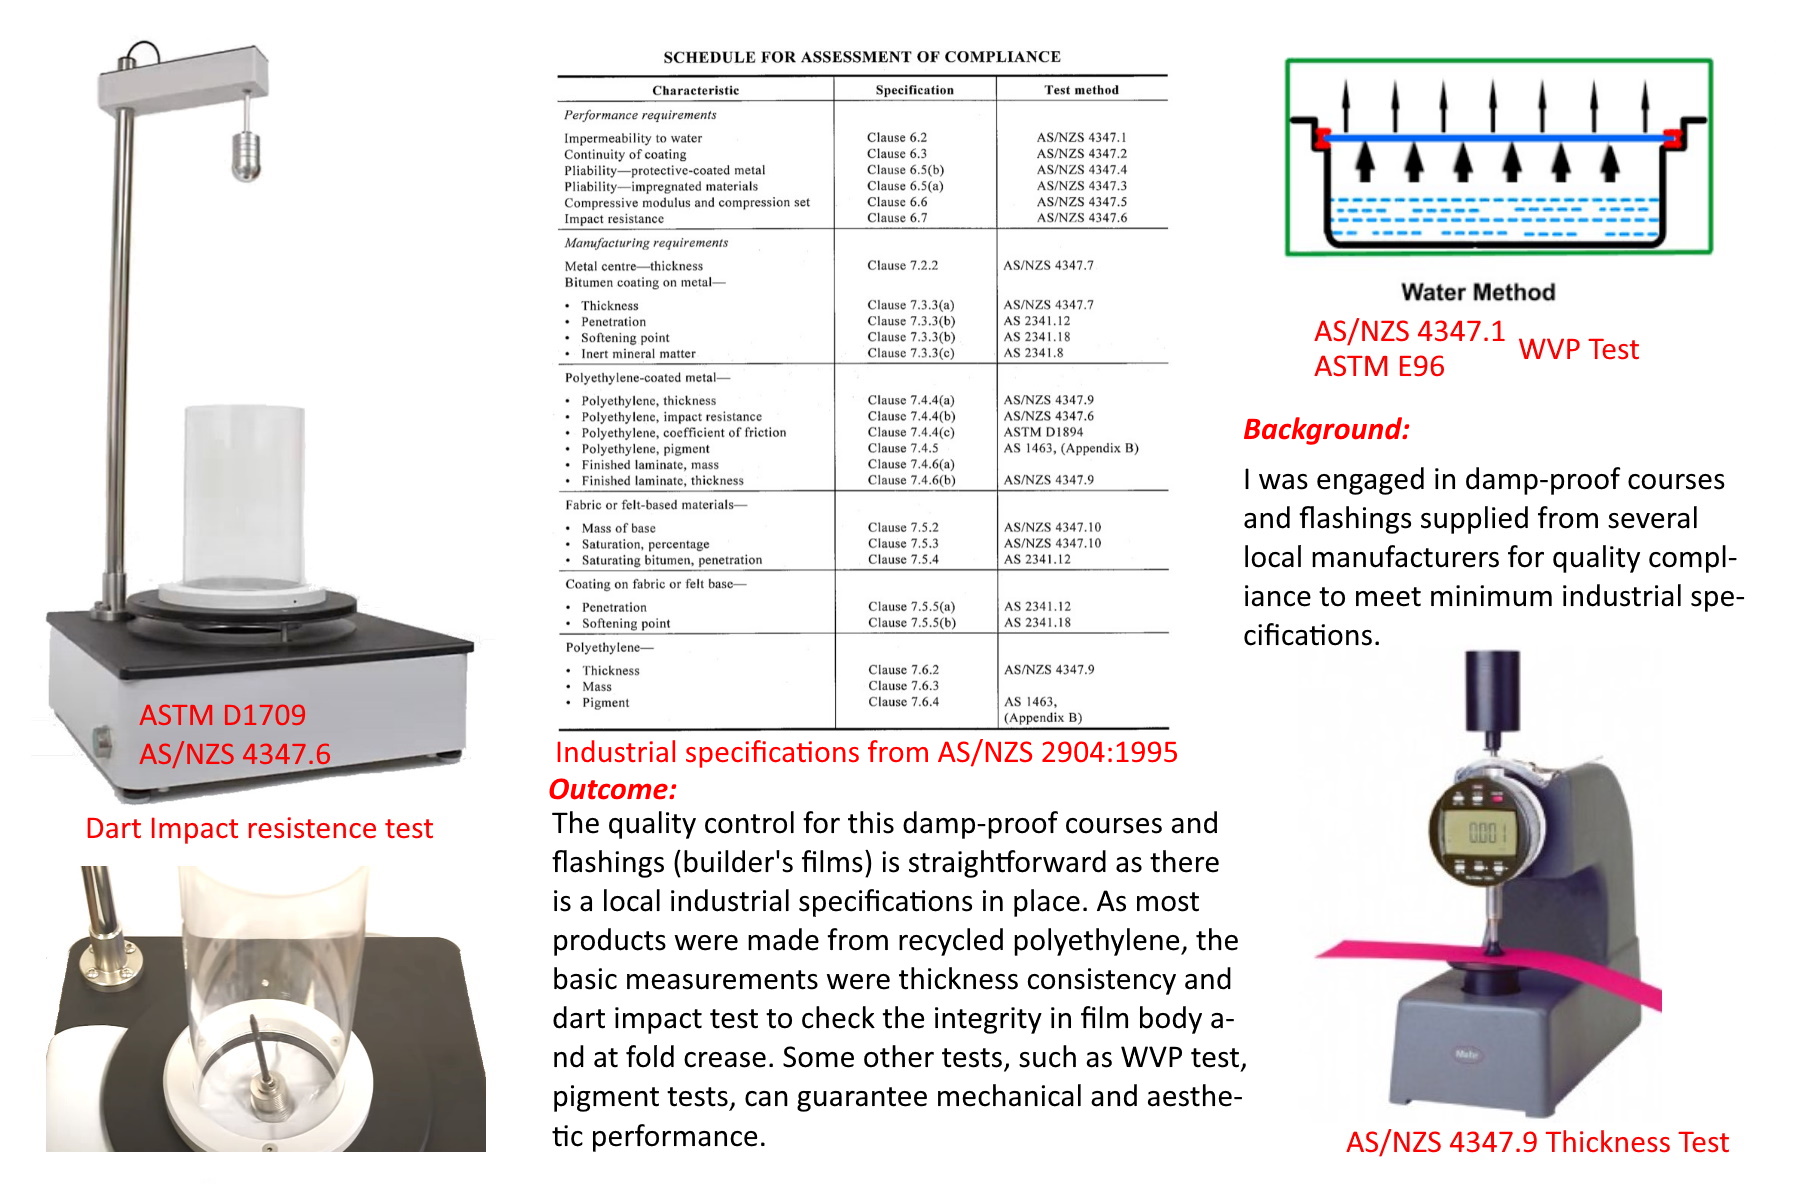 ASTM D1709
AS/NZS 4347.6
Dart Impact resistence test
SCHEDULE FOR ASSESSMENT OF COMPLIANCE
Characteristic Specification Test method
Performance requirements
Impermeability to water Clause 6.2 AS/NZS 4347.1
Continuity of coating Clause 6.3 AS/NZS 4347.2
Pliability—protective-coated metal Clause 6.5(b) AS/NZS 4347.4
Pliability—impregnated materials Clause 6.5(a) AS/NZS 4347.3
Compressive modulus and compression set Clause 6.6 AS/NZS 4347.5
Impact resistance Clause 6.7 AS/NZS 4347.6
Manufacturing requirements
Metal centre—thickness Clause 7.2.2 AS/NZS 4347.7
Bitumen coating on metal—
• Thickness Clause 7.3.3(a) AS/NZS 4347.7
• Penetration Clause 7.3.3(b) AS 2341.12
• Softening point Clause 7.3.3(b) AS 2341.18
• Inert mineral matter Clause 7.3.3(c) AS 2341.8
Polyethylene-coated metal—
• Polyethylene, thickness Clause 7.4.4(a) AS/NZS 4347.9
• Polyethylene, impact resistance Clause 7.4.4(b) AS/NZS 4347.6
• Polyethylene, coefficient of friction Clause 7.4.4(c) ASTM D1894
• Polyethylene, pigment Clause 7.4.5 AS 1463, (Appendix B)
• Finished laminate, mass Clause 7.4.6(a)
• Finished laminate, thickness Clause 7.4.6(b) AS/NZS 4347.9
Fabric or felt-based materials—
• Mass of base Clause 7.5.2 AS/NZS 4347.10
• Saturation, percentage Clause 7.5.3 AS/NZS 4347.10
• Saturating bitumen, penetration Clause 7.5.4 AS 2341.12
Coating on fabric or felt base—
• Penetration Clause 7.5.5(a) AS 2341.12
• Softening point Clause 7.5.5(b) AS 2341.18
Polyethylene—
• Thickness Clause 7.6.2 AS/NZS 4347.9
• Mass Clause 7.6.3
• Pigment Clause 7.6.4 AS 1463,
(Appendix B)
Industrial specifications from AS/NZS 2904:1995
Outcome:
The quality control for this damp-proof courses and
flashings (builder's films) is straightforward as there
is a local industrial specifications in place. As most
products were made from recycled polyethylene, the
basic measurements were thickness consistency and
dart impact test to check the integrity in film body a-
nd at fold crease. Some other tests, such as WVP test,
pigment tests, can guarantee mechanical and aesthe-
tic performance.
Water Method
AS/NZS 4347.1
ASTM E96
WVP Test
Background:
I was engaged in damp-proof courses
and flashings supplied from several
local manufacturers for quality compl-
iance to meet minimum industrial spe-
cifications.
0.001
Mahr
AS/NZS 4347.9 Thickness Test